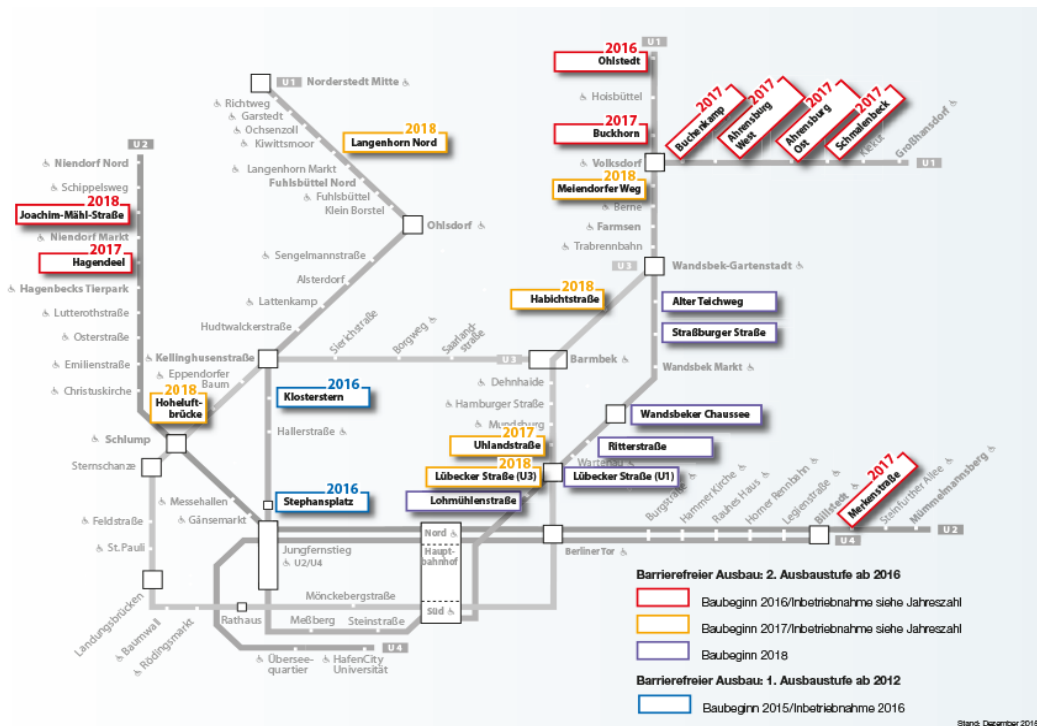 U1
Norderstedt Mitte
Richtweg
Garstedt
Ochsenzoll
Kiwittsmoor
2018
Langenhorn Nord
Langenhorn Markt
Fuhlsbüttel Nord
Fuhlsbüttel
Klein Borstel
Ohlsdorf
Sengelmannstraße
Alsterdorf
Lattenkamp
Hudtwalckerstraße
Kellinghusenstraße
Eppendorfer
Baum
U2
Niendorf Nord
Schippelsweg
2018
Joachim-Mähl-Straße
Niendorf Markt
2017
Hagendeel
Hagenbecks Tierpark
Lutterothstraße
Osterstraße
Emilienstraße
Christuskirche
2018
Hoheluft-
brücke
Schlump
Sternschanze
Messehallen
Gänsemarkt
Feldstraße
St.Pauli
Landungsbrücken
Baumwall
Rödingsmarkt
Rathaus
Mönckebergstraße
Meßberg
Steinstraße
U4
Übersee-
quartier
HafenCity
Universität
2016
Klosterstern
Hallerstraße
2016
Stephansplatz
Jungfernstieg
U2/U4
Nord
Haupt-
bahnhof
Süd
Sierichstraße
Borgweg
Saarland-
straße
U3
Barmbek
Dehnhaide
Hamburger Straße
Mundsburg
2017
Uhlandstraße
2018
Lübecker Straße (U3)
Lübecker Straße (U1)
Lohmühlenstraße
Wartenau
Ritterstraße
Wandsbeker Chaussee
Wandsbek Markt
Straßburger Straße
Alter Teichweg
2018
Habichtstraße
U3
Wandsbek-Gartenstadt
Trabrennbahn
Farmsen
Berne
2018
Meiendorfer Weg
Volksdorf
2017
Buckhorn
Hoisbüttel
2016
Ohlstedt
U1
2017
Buchenkamp
2017
Ahrensburg
West
2017
Ahrensburg
Ost
2017
Schmalenbeck
Kiekut
Großhansdorf
U1
Berliner Tor
Burgstraße
Hammer Kirche
Rauhes Haus
Horner Rennbahn
Legienstraße
Billstedt
2017
Merkenstraße
Steinfurther Allee
Mümmelmannsberg
U2
U4
Barrierefreier Ausbau: 2. Ausbaustufe ab 2016
Baubeginn 2016/Inbetriebnahme siehe Jahreszahl
Baubeginn 2017/Inbetriebnahme siehe Jahreszahl
Baubeginn 2018
Barrierefreier Ausbau: 1. Ausbaustufe ab 2012
Baubeginn 2015/Inbetriebnahme 2016